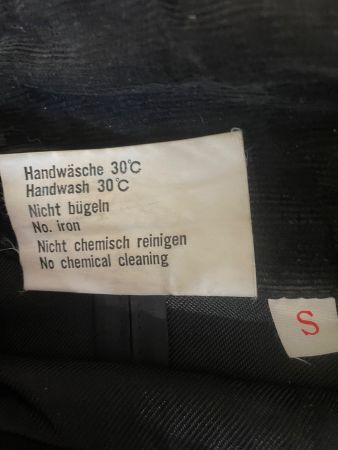 Handwäsche 30°C
Handwash 30°C
Nicht bügeln
No. iron
Nicht chemisch reinigen
No chemical cleaning
S